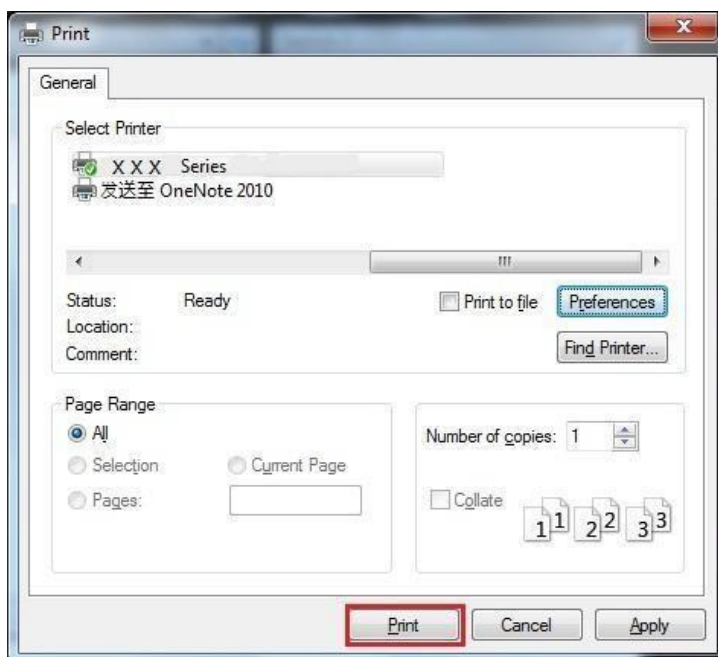 Print
General
Select Printer
X X X Series
发送至 OneNote 2010
Status: Ready
Print to file
Preferences
Location:
Comment:
Find Printer...
Page Range
All
Selection
Current Page
Pages:
Number of copies: 1
Collate
1 1 2 2 3 3
Print
Cancel
Apply